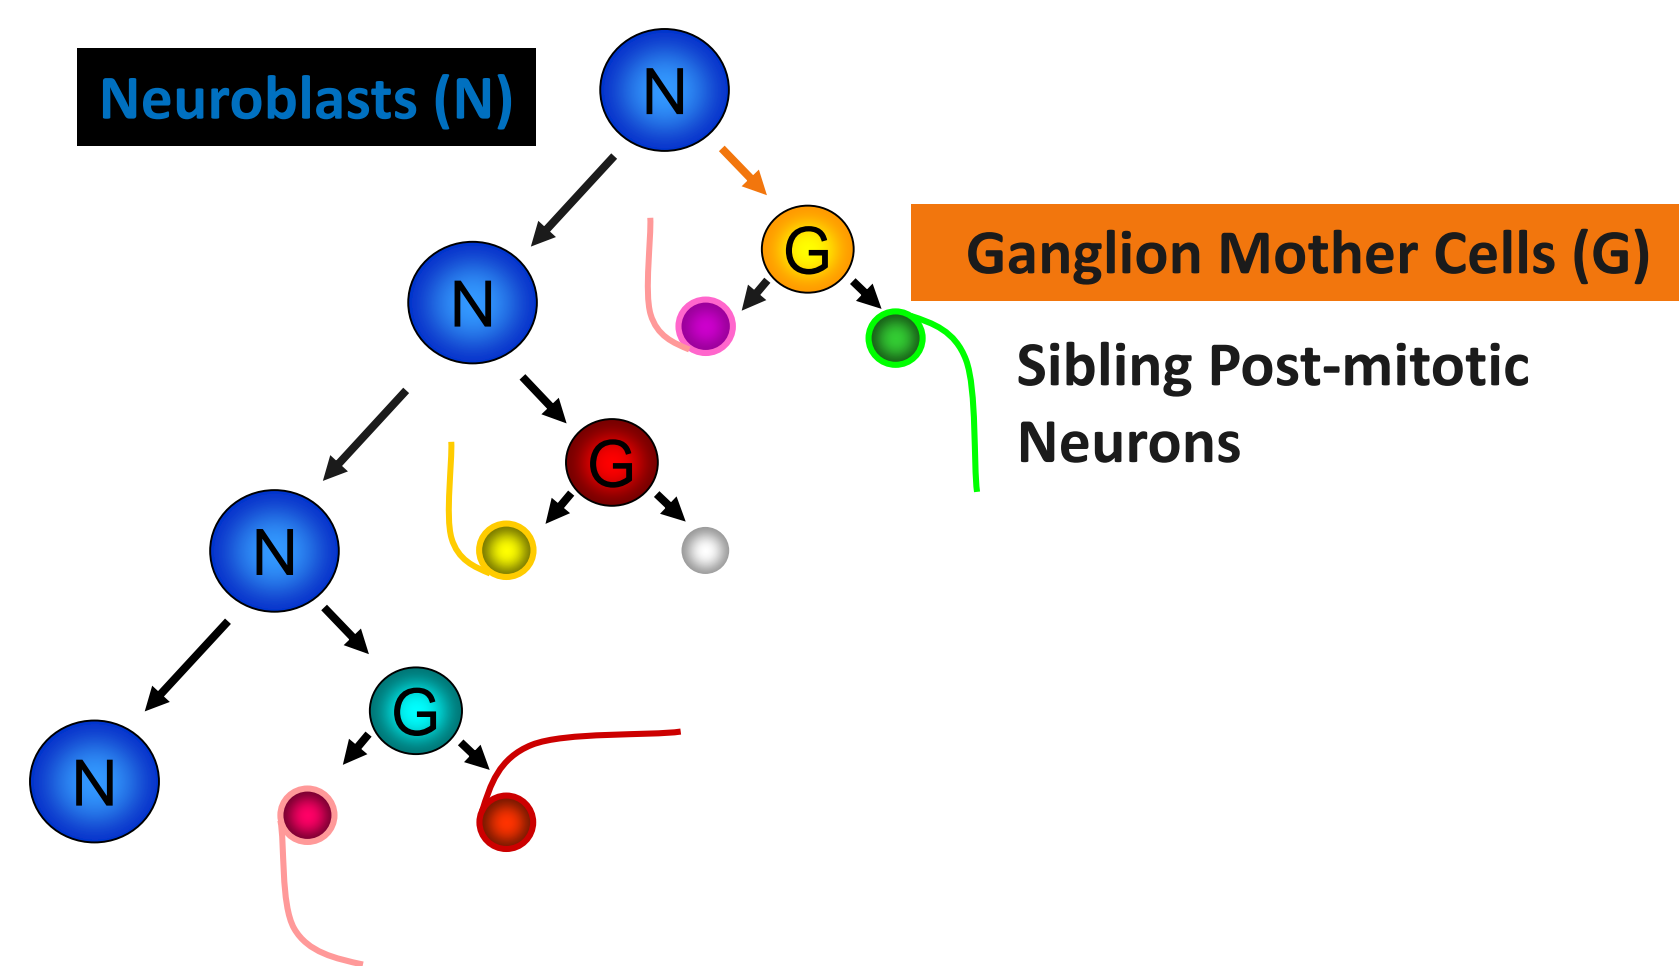 Neuroblasts (N)
N
G
Ganglion Mother Cells (G)
N
Sibling Post-mitotic
Neurons
G
N
G
N